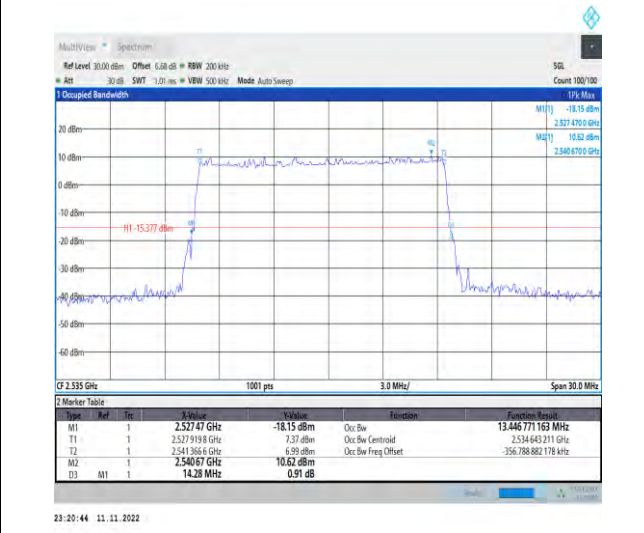 MultiView Spectrum
Ref Level 30.00 dBm Offset 6.68 dB RBW 200 kHz SGL
Att 30 dB SWT 1.01 ms VBW 500 kHz Mode Auto Sweep Count 100/100
1 Occupied Bandwidth 1Pk Max
M1[1] -18.15 dBm
2.527 470 0 GHz
M2[1] 10.62 dBm
2.540 670 0 GHz
20 dBm
10 dBm
0 dBm
-10 dBm
H1 -15.377 dBm
-20 dBm
-30 dBm
-40 dBm
-50 dBm
-60 dBm
T1
M2
T2
CF 2.535 GHz 1001 pts 3.0 MHz/ Span 30.0 MHz
2 Marker Table
Type Ref Trc X-Value Y-Value Function Function Result
M1 1 2.527 47 GHz -18.15 dBm Occ Bw 13.446 771 163 MHz
T1 1 2.527 919 8 GHz 7.37 dBm Occ Bw Centroid 2.534 643 211 GHz
T2 1 2.541 366 6 GHz 6.99 dBm Occ Bw Freq Offset -356.788 882 178 kHz
M2 1 2.540 67 GHz 10.62 dBm
D3 M1 1 14.28 MHz 0.91 dB
23:20:44 11.11.2022